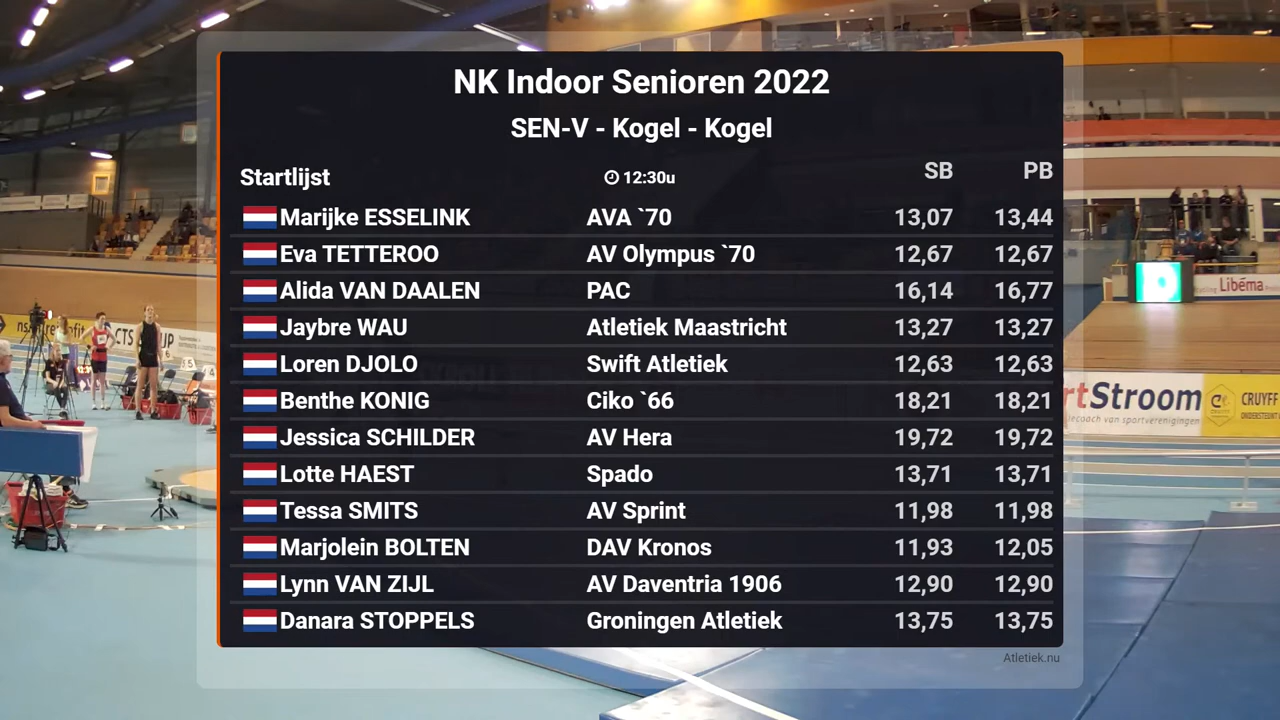 NK Indoor Senioren 2022
SEN-V - Kogel - Kogel
Startlijst 12:30u SB PB
Marijke ESSELINK AVA `70 13,07 13,44
Eva TETTEROO AV Olympus `70 12,67 12,67
Alida VAN DAALEN PAC 16,14 16,77
Jaybre WAU Atletiek Maastricht 13,27 13,27
Loren DJOLO Swift Atletiek 12,63 12,63
Benthe KONIG Ciko `66 18,21 18,21
Jessica SCHILDER AV Hera 19,72 19,72
Lotte HAEST Spado 13,71 13,71
Tessa SMITS AV Sprint 11,98 11,98
Marjolein BOLTEN DAV Kronos 11,93 12,05
Lynn VAN ZIJL AV Daventria 1906 12,90 12,90
Danara STOPPELS Groningen Atletiek 13,75 13,75
Atletiek.nu
Libéma
rtStroom
van sportverenigingen
CRUYFF